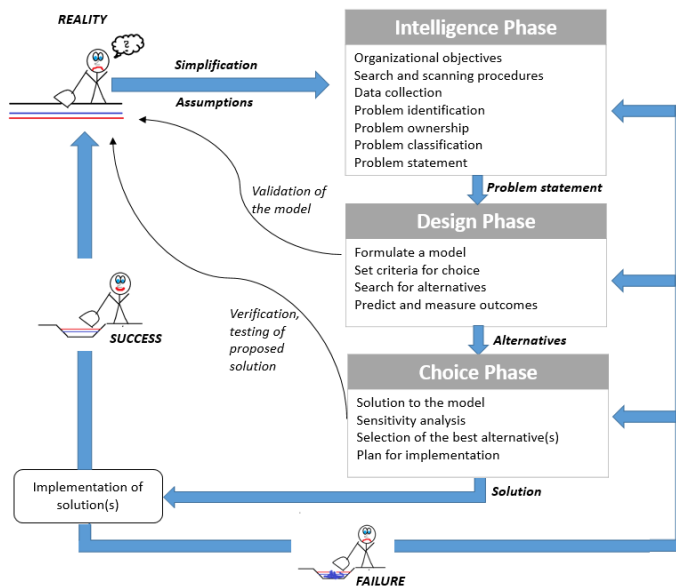 REALITY
?
Simplification
Assumptions
Intelligence Phase
Organizational objectives
Search and scanning procedures
Data collection
Problem identification
Problem ownership
Problem classification
Problem statement
Problem statement
Validation of
the model
Design Phase
Formulate a model
Set criteria for choice
Search for alternatives
Predict and measure outcomes
Alternatives
Verification,
testing of
proposed
solution
SUCCESS
Choice Phase
Solution to the model
Sensitivity analysis
Selection of the best alternative(s)
Plan for implementation
Solution
Implementation of
solution(s)
FAILURE